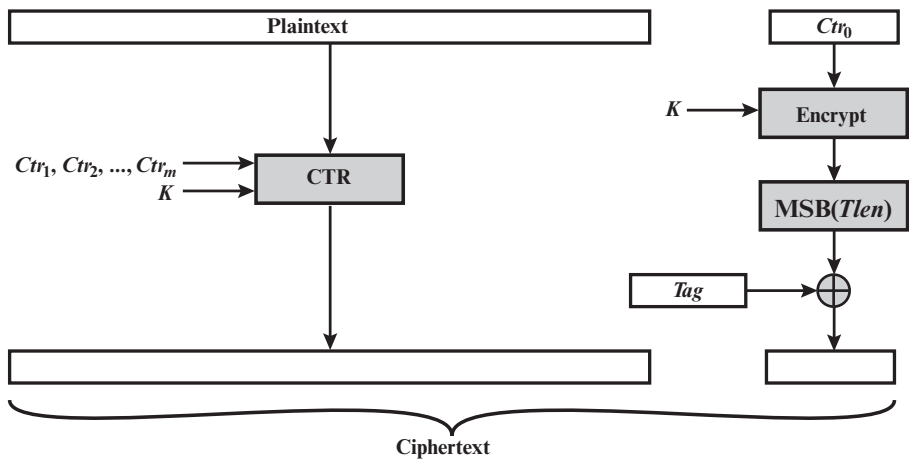 Plaintext
Ctr₀
K
Encrypt
Ctr₁, Ctr₂, ..., Ctrₘ
K
CTR
MSB(Tlen)
Tag
Ciphertext